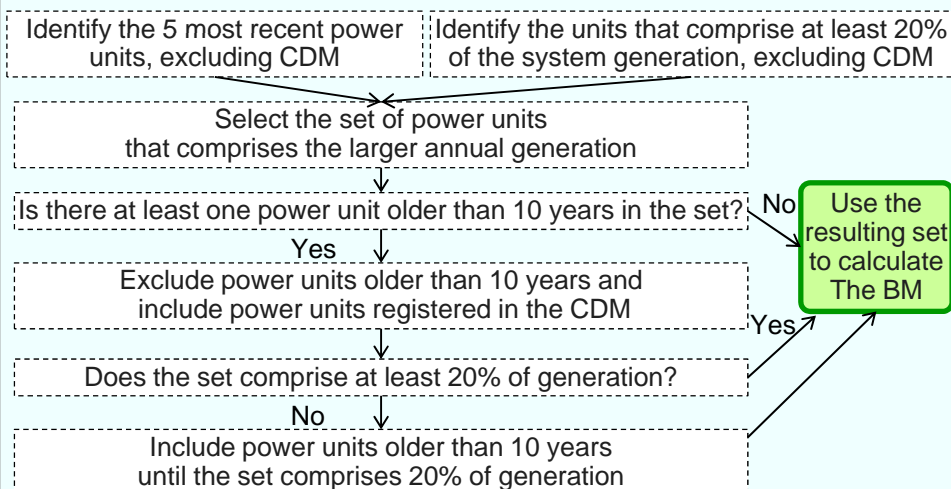 Identify the 5 most recent power
units, excluding CDM
Identify the units that comprise at least 20%
of the system generation, excluding CDM
Select the set of power units
that comprises the larger annual generation
Is there at least one power unit older than 10 years in the set?
No
Use the
resulting set
to calculate
The BM
Yes
Exclude power units older than 10 years and
include power units registered in the CDM
Yes
Does the set comprise at least 20% of generation?
No
Include power units older than 10 years
until the set comprises 20% of generation